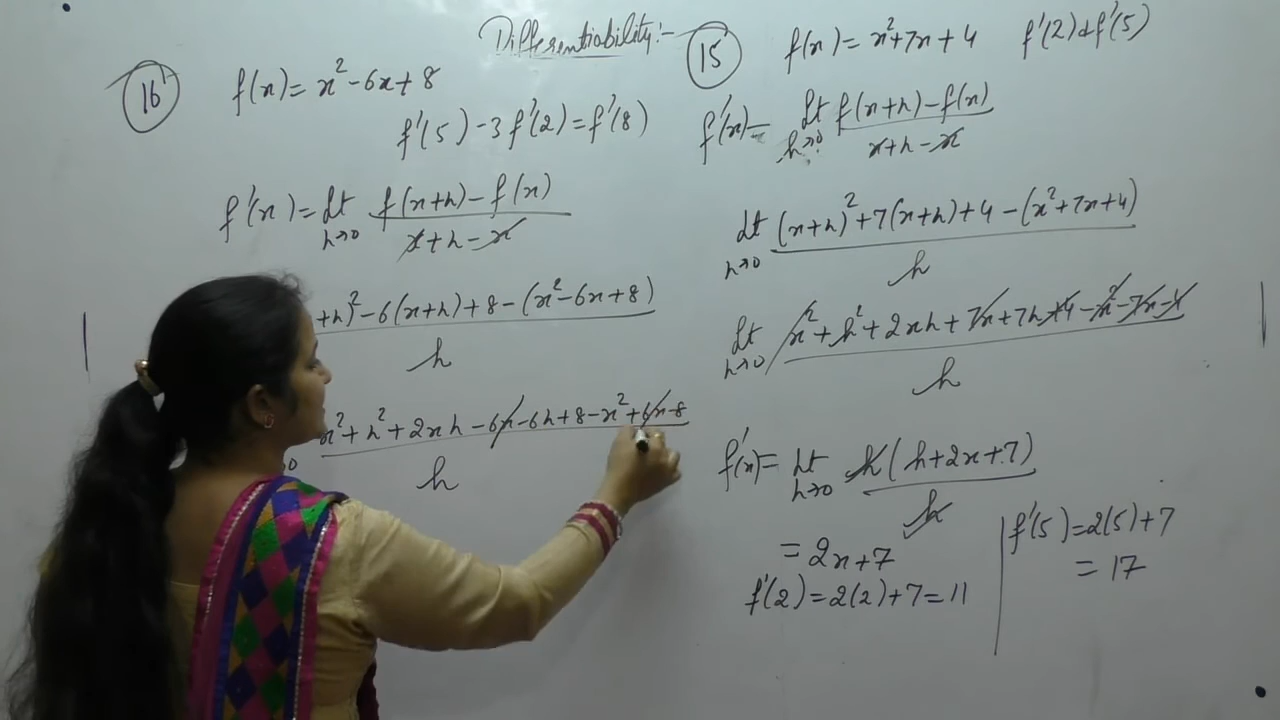 Differentiability:-
16
f(x) = x² - 6x + 8
f'(5) - 3f'(2) = f'(8)
f'(x) = Lt h→0 f(x+h) - f(x) / x + h - x
+h)² - 6(x+h) + 8 - (x² - 6x + 8) / h
0 x² + h² + 2xh - 6x - 6h + 8 - x² + 6x - 8 / h
15
f(x) = x² + 7x + 4 f'(2) & f'(5)
f'(x) = Lt h→0 f(x+h) - f(x) / x + h - x
Lt h→0 (x+h)² + 7(x+h) + 4 - (x² + 7x + 4) / h
Lt h→0 x² + h² + 2xh + 7x + 7h + 4 - x² - 7x - 4 / h
f'(x) = Lt h→0 h(h + 2x + 7) / h
= 2x + 7
f'(2) = 2(2) + 7 = 11
f'(5) = 2(5) + 7
= 17